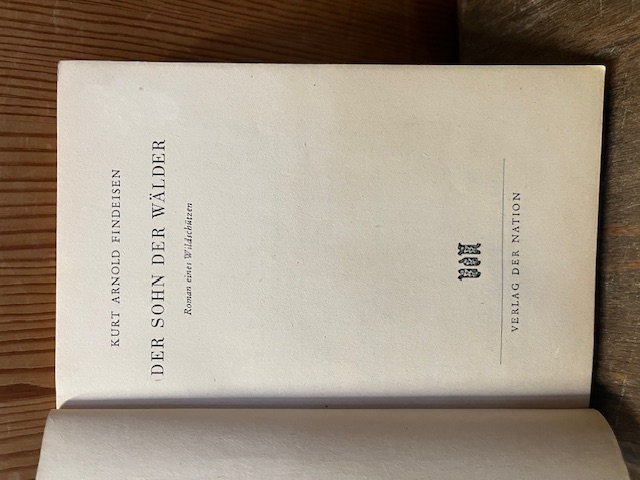 KURT ARNOLD FINDEISEN
DER SOHN DER WÄLDER
Roman eines Wildschützen
VERLAG DER NATION